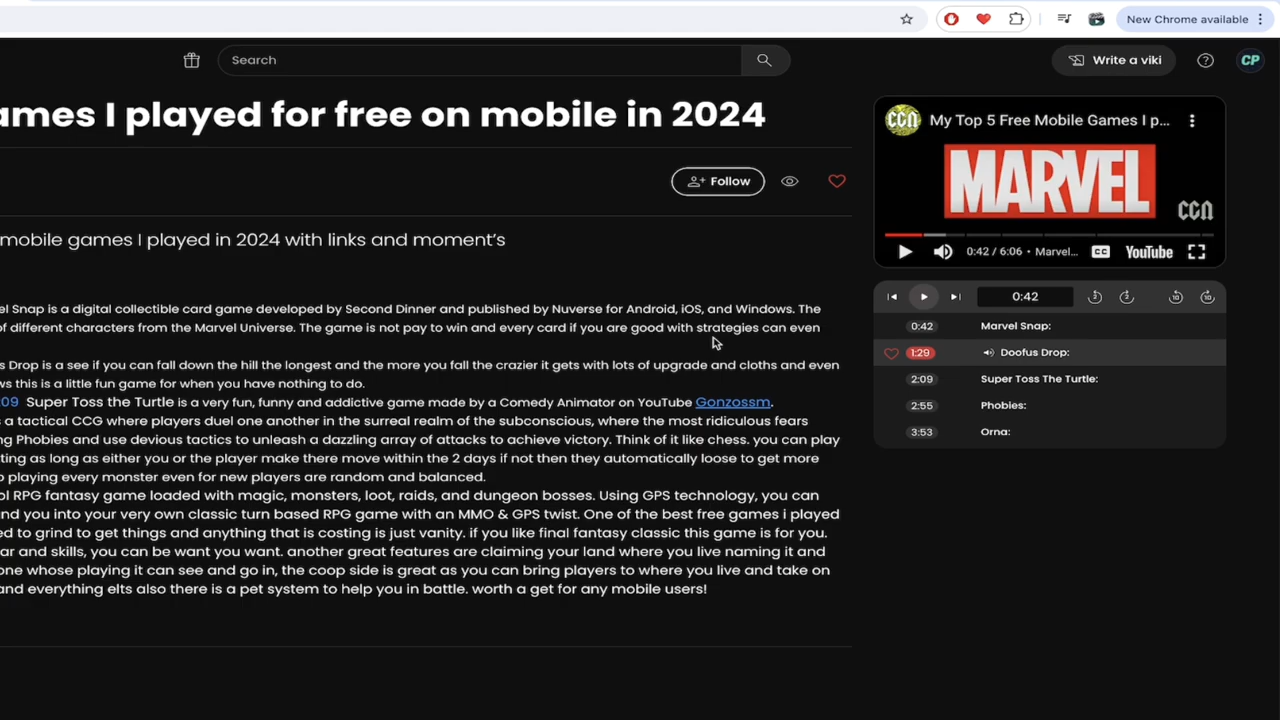 New Chrome available
Search
Write a viki
CP
ames I played for free on mobile in 2024
CCN My Top 5 Free Mobile Games I p...
MARVEL
CCN
Follow
mobile games I played in 2024 with links and moment's
0:42 / 6:06 • Marvel... CC YouTube
0:42
2 2 10 10
el Snap is a digital collectible card game developed by Second Dinner and published by Nuverse for Android, iOS, and Windows. The
of different characters from the Marvel Universe. The game is not pay to win and every card if you are good with strategies can even
0:42 Marvel Snap:
1:29 Doofus Drop:
2:09 Super Toss The Turtle:
2:55 Phobies:
3:53 Orna:
s Drop is a see if you can fall down the hill the longest and the more you fall the crazier it gets with lots of upgrade and cloths and even
ws this is a little fun game for when you have nothing to do.
09 Super Toss the Turtle is a very fun, funny and addictive game made by a Comedy Animator on YouTube Gonzossm.
a tactical CCG where players duel one another in the surreal realm of the subconscious, where the most ridiculous fears
ng Phobies and use devious tactics to unleash a dazzling array of attacks to achieve victory. Think of it like chess. you can play
ting as long as either you or the player make there move within the 2 days if not then they automatically loose to get more
o playing every monster even for new players are random and balanced.
ol RPG fantasy game loaded with magic, monsters, loot, raids, and dungeon bosses. Using GPS technology, you can
nd you into your very own classic turn based RPG game with an MMO & GPS twist. One of the best free games i played
ed to grind to get things and anything that is costing is just vanity. if you like final fantasy classic this game is for you.
ar and skills, you can be want you want. another great features are claiming your land where you live naming it and
one whose playing it can see and go in, the coop side is great as you can bring players to where you live and take on
and everything elts also there is a pet system to help you in battle. worth a get for any mobile users!